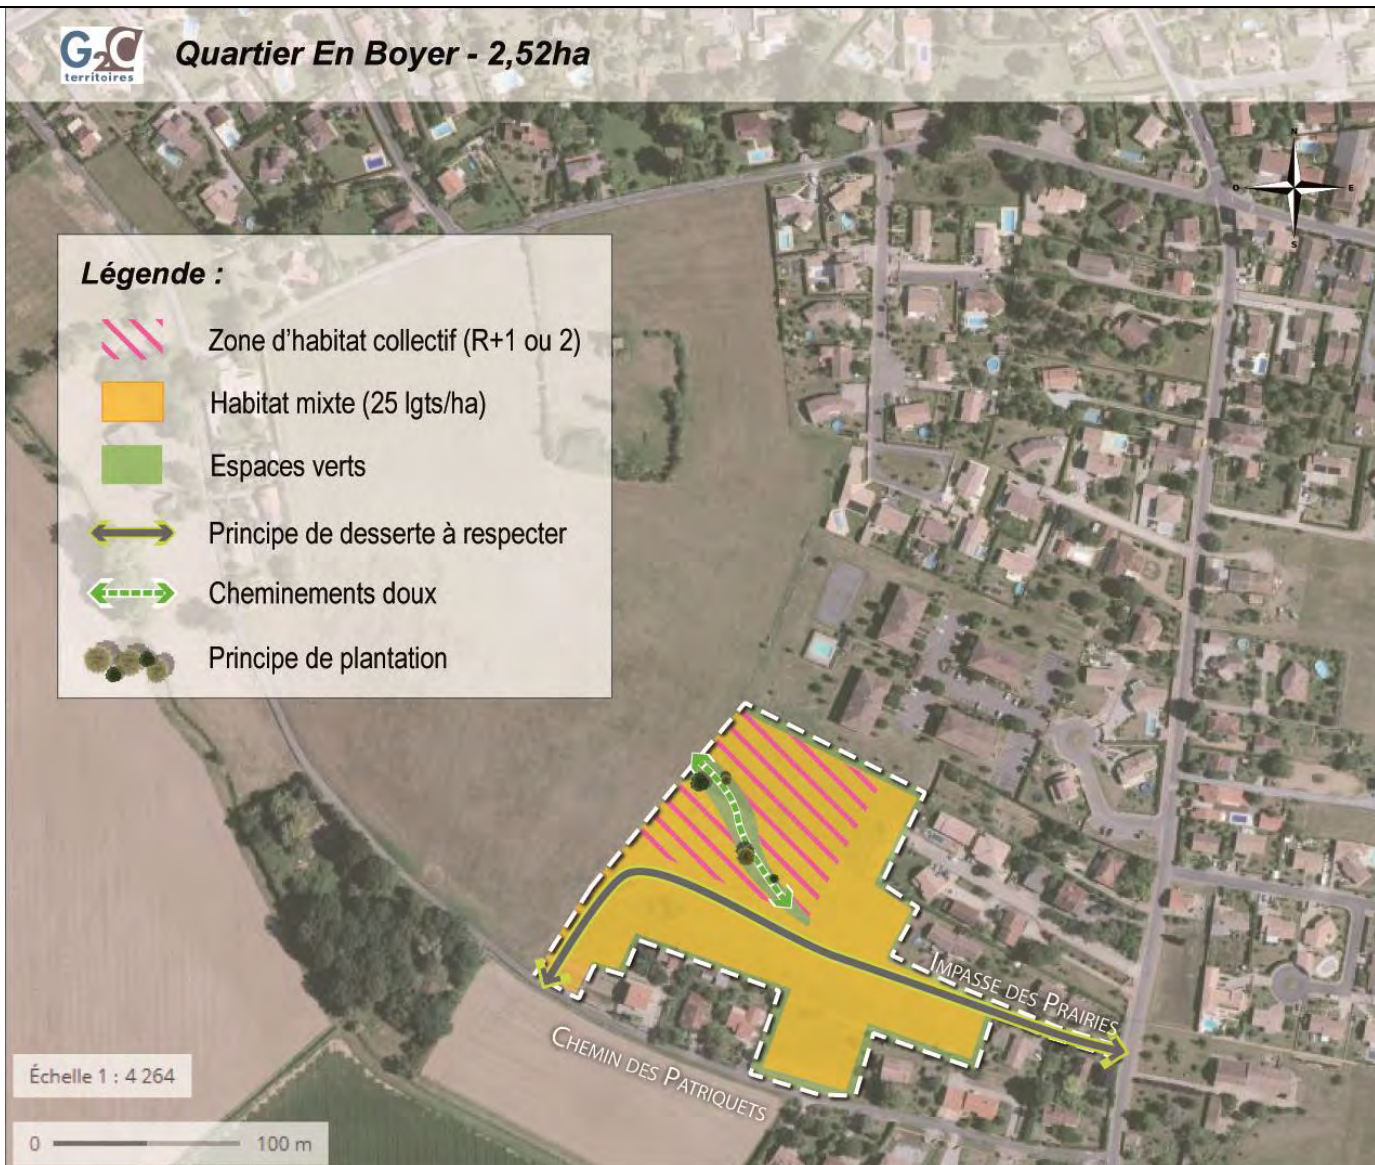 G2C
territoires
Quartier En Boyer - 2,52ha
N
O
E
S
Légende :
Zone d'habitat collectif (R+1 ou 2)
Habitat mixte (25 lgts/ha)
Espaces verts
Principe de desserte à respecter
Cheminements doux
Principe de plantation
IMPASSE DES PRAIRIES
CHEMIN DES PATRIQUETS
Échelle 1 : 4 264
0 100 m